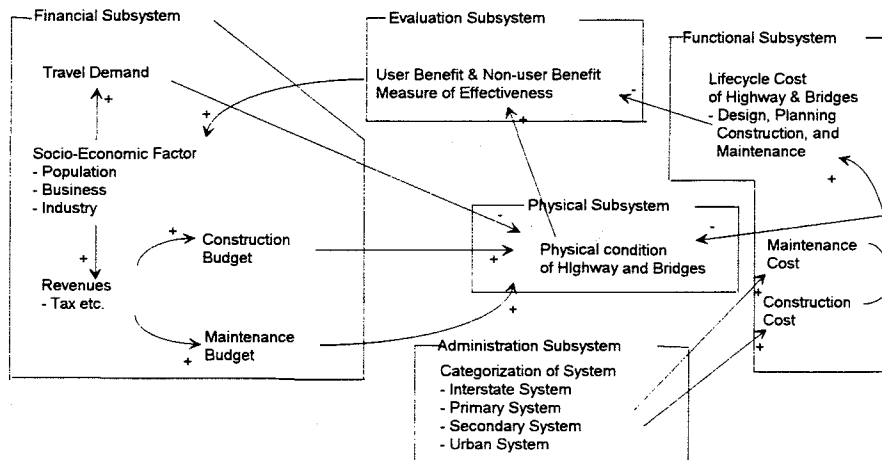 Financial Subsystem
Travel Demand
+
+
Socio-Economic Factor
- Population
- Business
- Industry
+
Revenues
- Tax etc.
+
Construction
Budget
+
Maintenance
Budget
Evaluation Subsystem
User Benefit & Non-user Benefit
Measure of Effectiveness
-
+
Functional Subsystem
Lifecycle Cost
of Highway & Bridges
- Design, Planning
Construction, and
Maintenance
+
Physical Subsystem
-
-
Physical condition
of Highway and Bridges
+
+
Maintenance
Cost
+
Construction
Cost
+
Administration Subsystem
Categorization of System
- Interstate System
- Primary System
- Secondary System
- Urban System